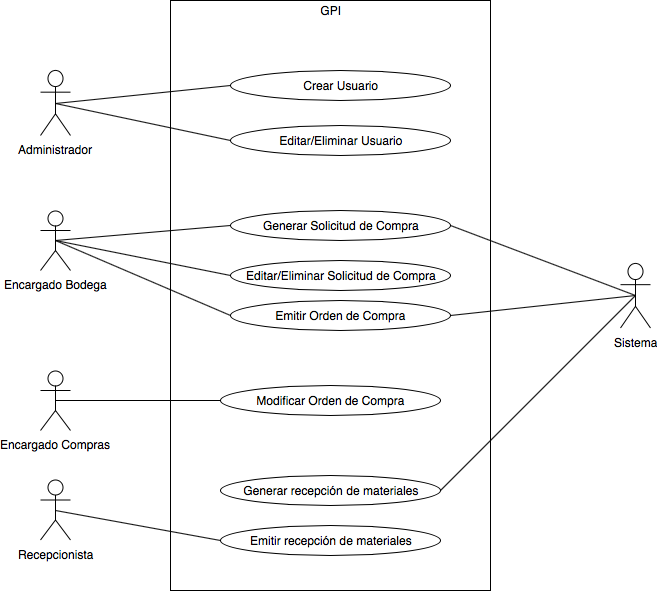 GPI
Crear Usuario
Administrador
Editar/Eliminar Usuario
Generar Solicitud de Compra
Encargado Bodega
Editar/Eliminar Solicitud de Compra
Emitir Orden de Compra
Sistema
Modificar Orden de Compra
Encargado Compras
Generar recepción de materiales
Emitir recepción de materiales
Recepcionista